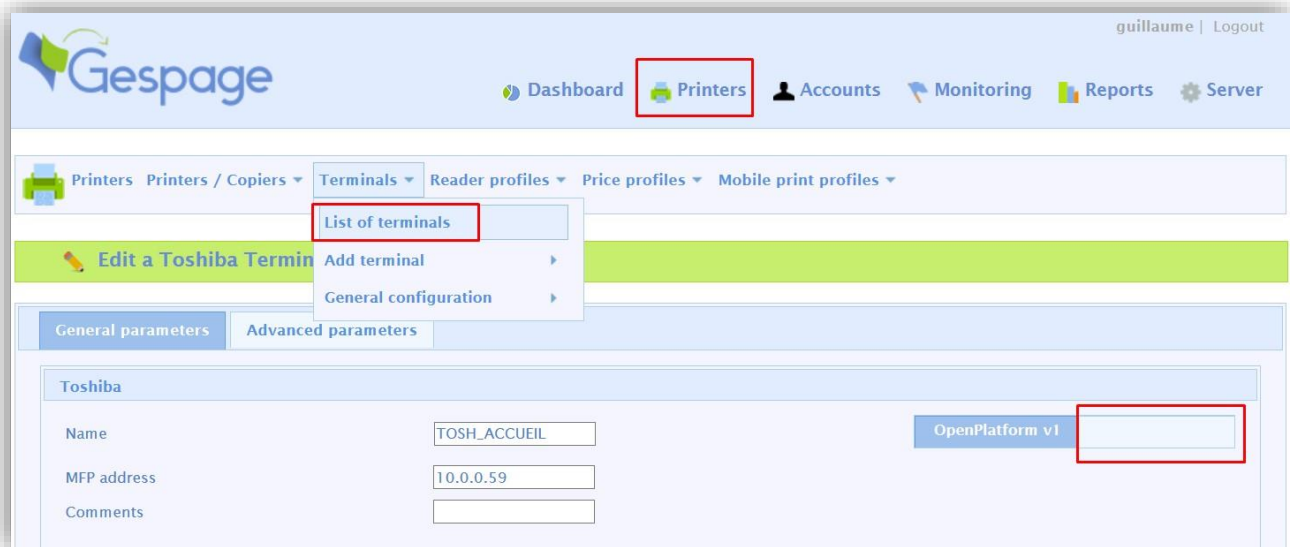 guillaume | Logout
Gespage
Dashboard Printers Accounts Monitoring Reports Server
Printers Printers / Copiers Terminals Reader profiles Price profiles Mobile print profiles
List of terminals
Edit a Toshiba Termin
Add terminal
General configuration
General parameters Advanced parameters
Toshiba
Name TOSH_ACCUEIL OpenPlatform v1
MFP address 10.0.0.59
Comments